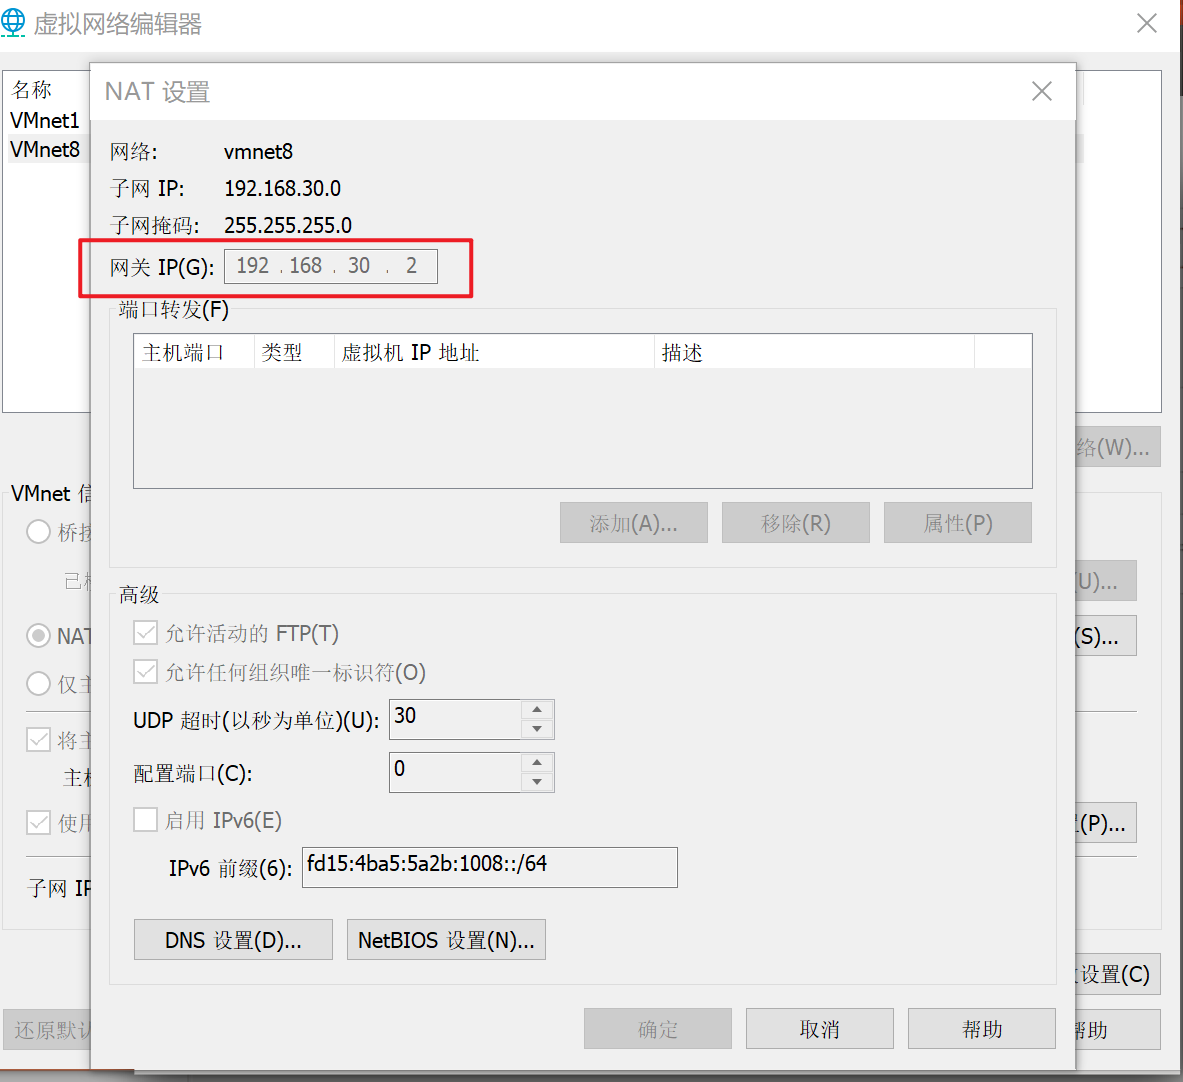 虚拟网络编辑器
名称
VMnet1
VMnet8
NAT 设置
网络: vmnet8
子网 IP: 192.168.30.0
子网掩码: 255.255.255.0
网关 IP(G): 192 . 168 . 30 . 2
端口转发(F)
主机端口 类型 虚拟机 IP 地址 描述
添加(A)... 移除(R) 属性(P)
高级
允许活动的 FTP(T)
允许任何组织唯一标识符(O)
UDP 超时(以秒为单位)(U): 30
配置端口(C): 0
启用 IPv6(E)
IPv6 前缀(6): fd15:4ba5:5a2b:1008::/64
DNS 设置(D)... NetBIOS 设置(N)...
确定 取消 帮助
络(W)...
VMnet 信
桥接
已桥
U)...
NAT
(S)...
仅主
将主
主机
使用
(P)...
子网 IP
设置(C)
还原默认
帮助